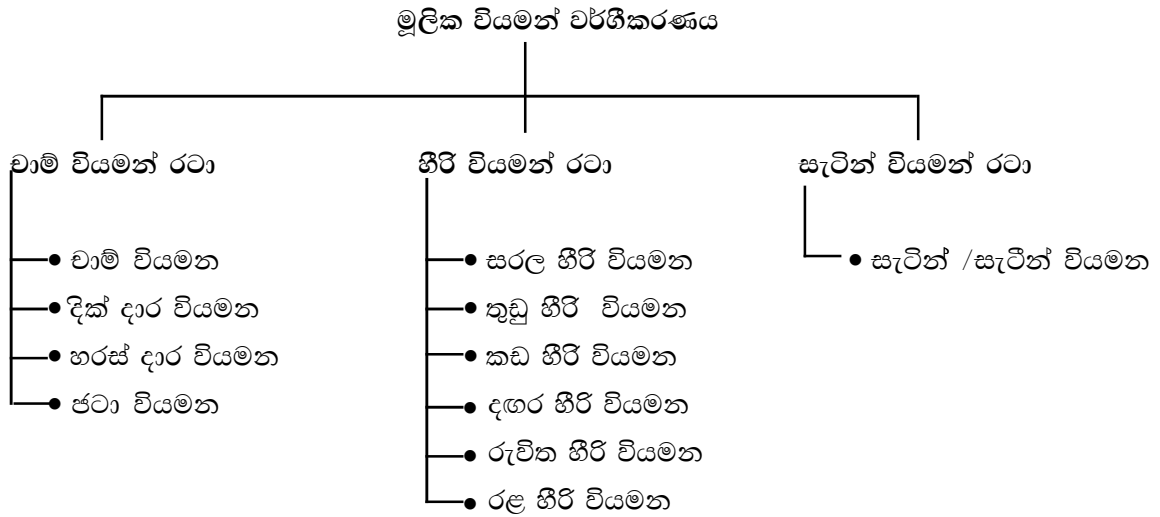 මූලික වියමන් වර්ගීකරණය
චාම් වියමන් රටා
• චාම් වියමන
• දික් දාර වියමන
• හරස් දාර වියමන
• ජටා වියමන
හීරි වියමන් රටා
• සරල හීරි වියමන
• තුඩු හීරි වියමන
• කඩ හීරි වියමන
• දඟර හීරි වියමන
• රුවිත හීරි වියමන
• රළ හීරි වියමන
සැටින් වියමන් රටා
• සැටින් /සැටීන් වියමන